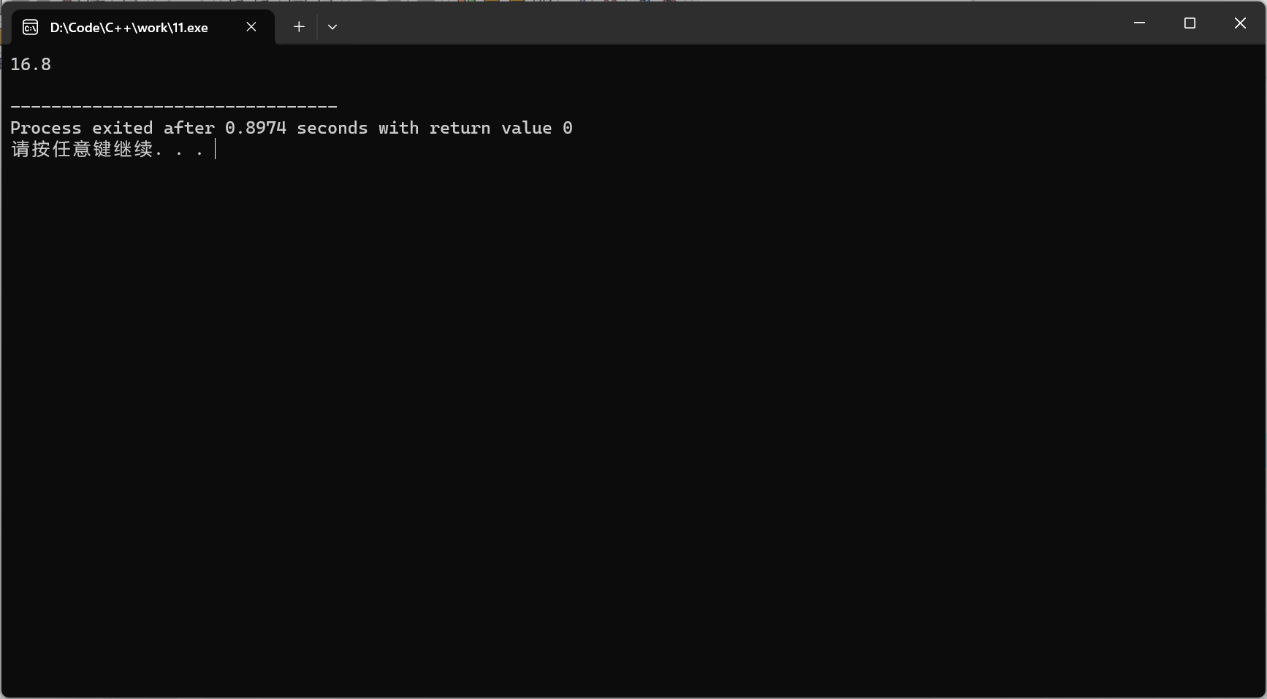 D:\Code\C++\work\11.exe
16.8
--------------------------------
Process exited after 0.8974 seconds with return value 0
请按任意键继续. . .